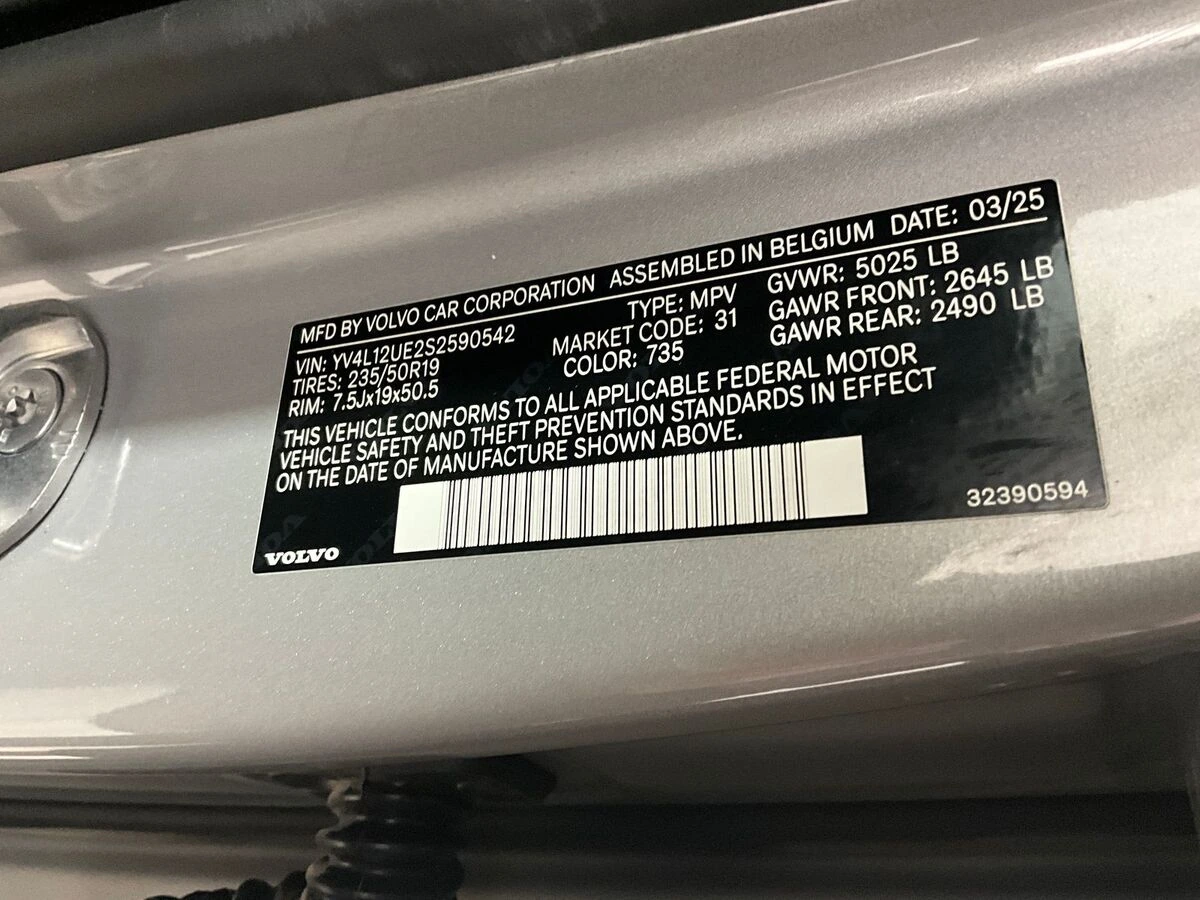 MFD BY VOLVO CAR CORPORATION ASSEMBLED IN BELGIUM DATE: 03/25
VIN: YV4L12UE2S2590542 TYPE: MPV GVWR: 5025 LB
TIRES: 235/50R19 MARKET CODE: 31 GAWR FRONT: 2645 LB
RIM: 7.5Jx19x50.5 COLOR: 735 GAWR REAR: 2490 LB
THIS VEHICLE CONFORMS TO ALL APPLICABLE FEDERAL MOTOR
VEHICLE SAFETY AND THEFT PREVENTION STANDARDS IN EFFECT
ON THE DATE OF MANUFACTURE SHOWN ABOVE.
VOLVO 32390594